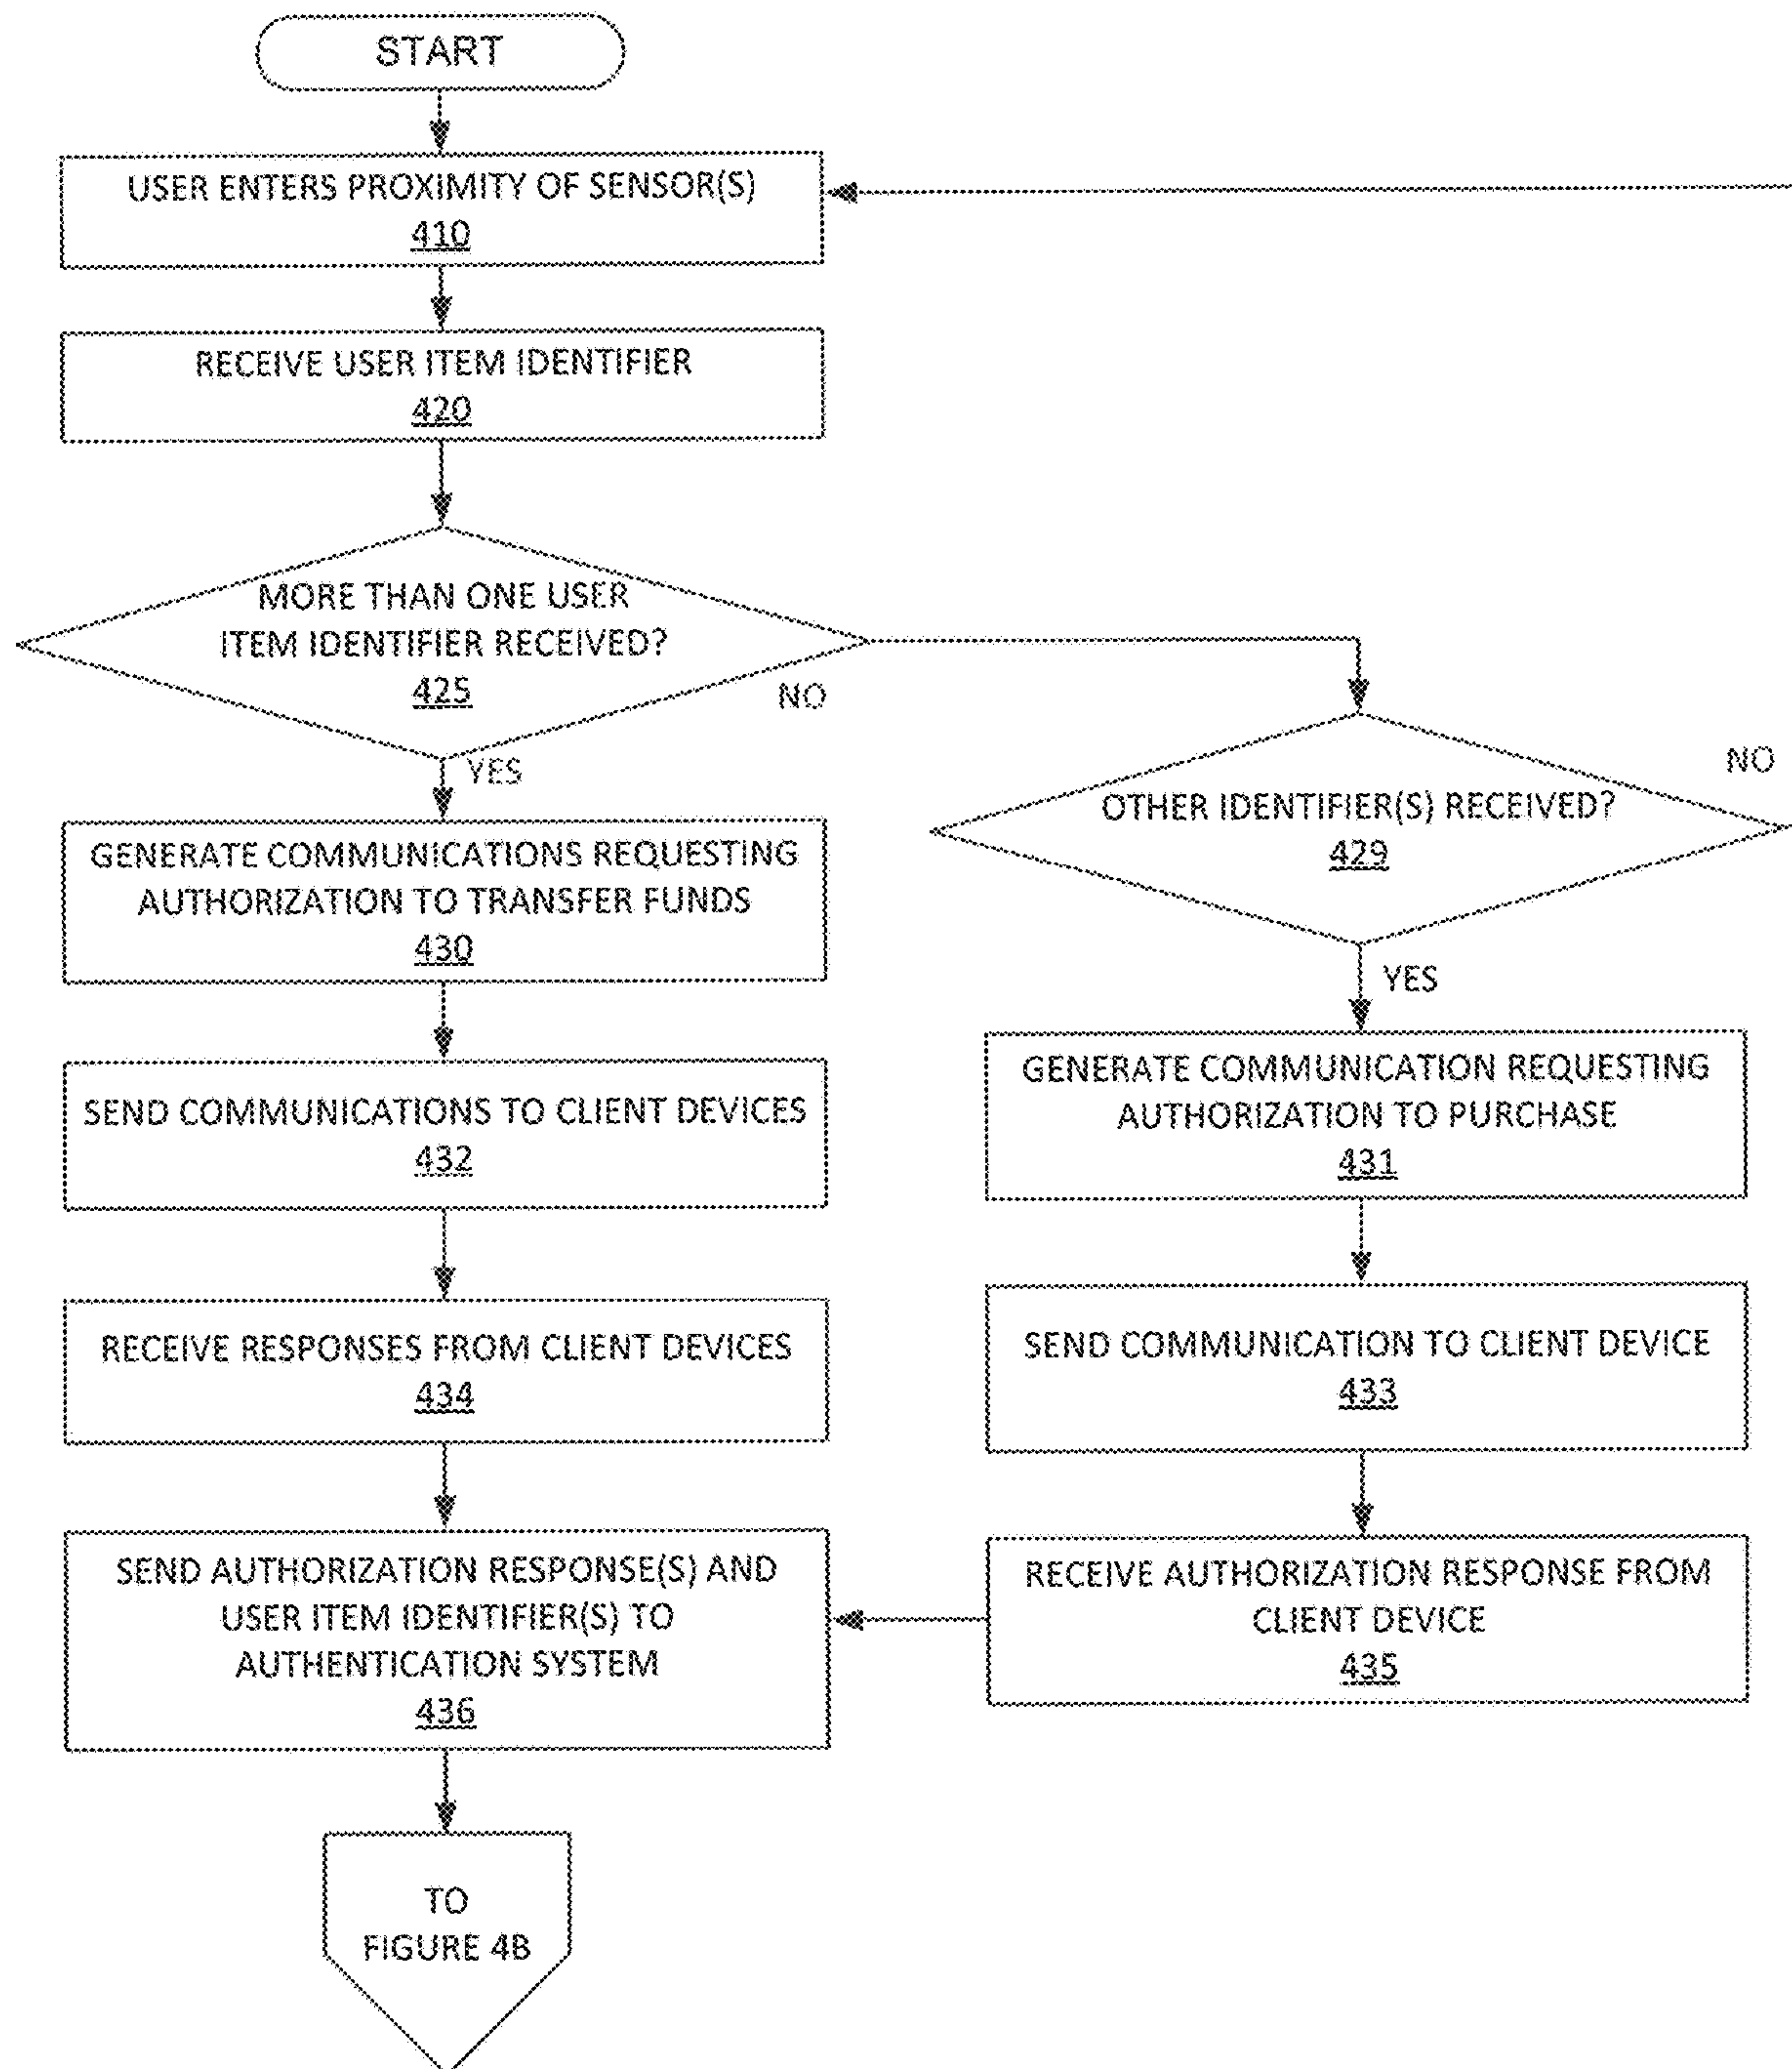 START
USER ENTERS PROXIMITY OF SENSOR(S)
410
RECEIVE USER ITEM IDENTIFIER
420
MORE THAN ONE USER
ITEM IDENTIFIER RECEIVED?
425
NO
YES
OTHER IDENTIFIER(S) RECEIVED?
429
NO
YES
GENERATE COMMUNICATIONS REQUESTING
AUTHORIZATION TO TRANSFER FUNDS
430
GENERATE COMMUNICATION REQUESTING
AUTHORIZATION TO PURCHASE
431
SEND COMMUNICATIONS TO CLIENT DEVICES
432
SEND COMMUNICATION TO CLIENT DEVICE
433
RECEIVE RESPONSES FROM CLIENT DEVICES
434
RECEIVE AUTHORIZATION RESPONSE FROM
CLIENT DEVICE
435
SEND AUTHORIZATION RESPONSE(S) AND
USER ITEM IDENTIFIER(S) TO
AUTHENTICATION SYSTEM
436
TO
FIGURE 4B